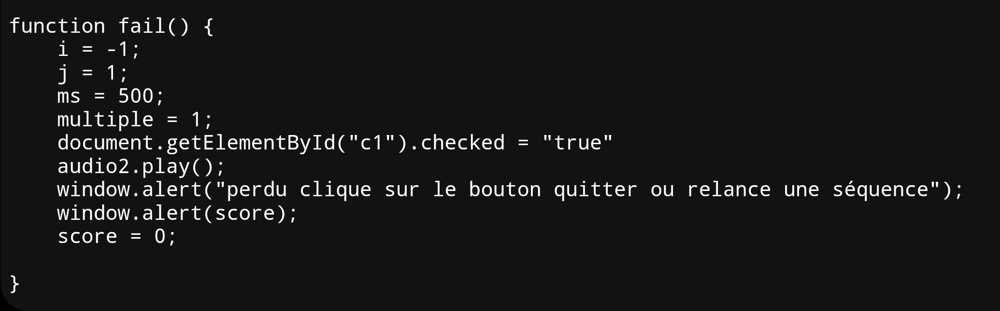 function fail() {
    i = -1;
    j = 1;
    ms = 500;
    multiple = 1;
    document.getElementById("c1").checked = "true"
    audio2.play();
    window.alert("perdu clique sur le bouton quitter ou relance une séquence");
    window.alert(score);
    score = 0;
}